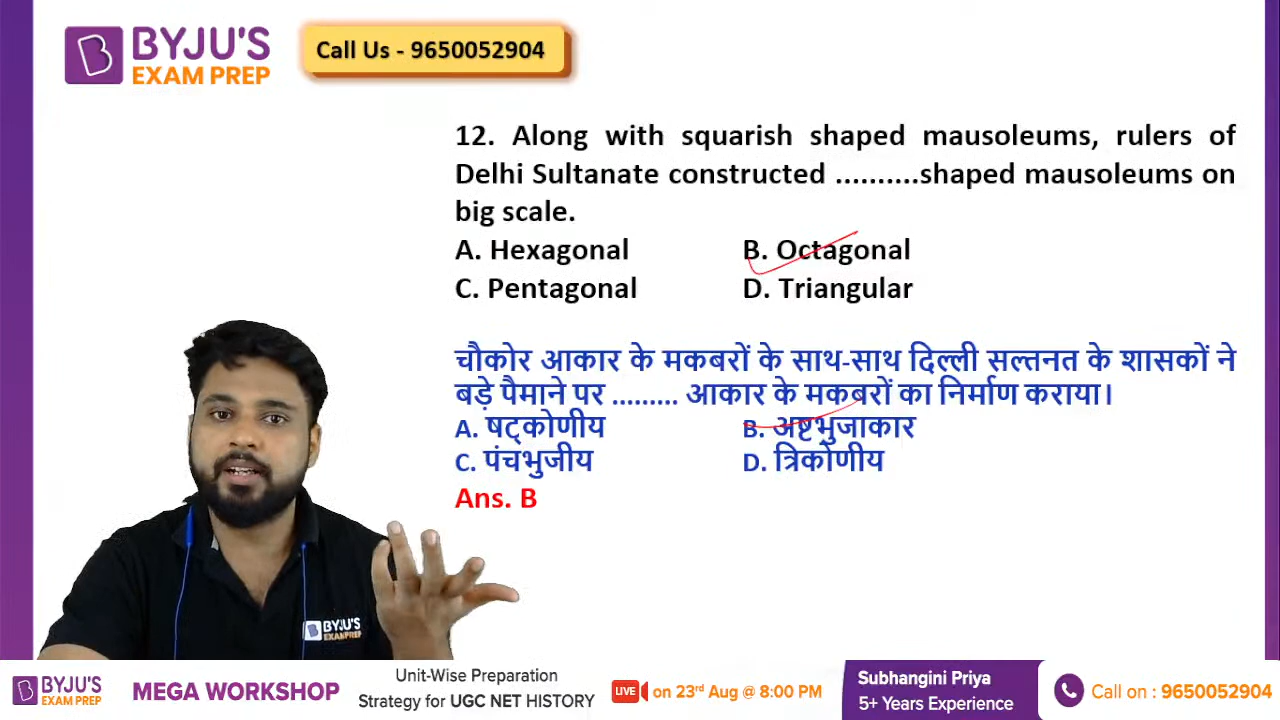 BYJU'S
EXAM PREP
Call Us - 9650052904
12. Along with squarish shaped mausoleums, rulers of
Delhi Sultanate constructed ..........shaped mausoleums on
big scale.
A. Hexagonal B. Octagonal
C. Pentagonal D. Triangular
चौकोर आकार के मकबरों के साथ-साथ दिल्ली सल्तनत के शासकों ने
बड़े पैमाने पर ......... आकार के मकबरों का निर्माण कराया।
A. षट्कोणीय B. अष्टभुजाकार
C. पंचभुजीय D. त्रिकोणीय
Ans. B
BYJU'S
EXAM PREP
BYJU'S
EXAM PREP
MEGA WORKSHOP
Unit-Wise Preparation
Strategy for UGC NET HISTORY
LIVE on 23rd Aug @ 8:00 PM
Subhangini Priya
5+ Years Experience
Call on : 9650052904